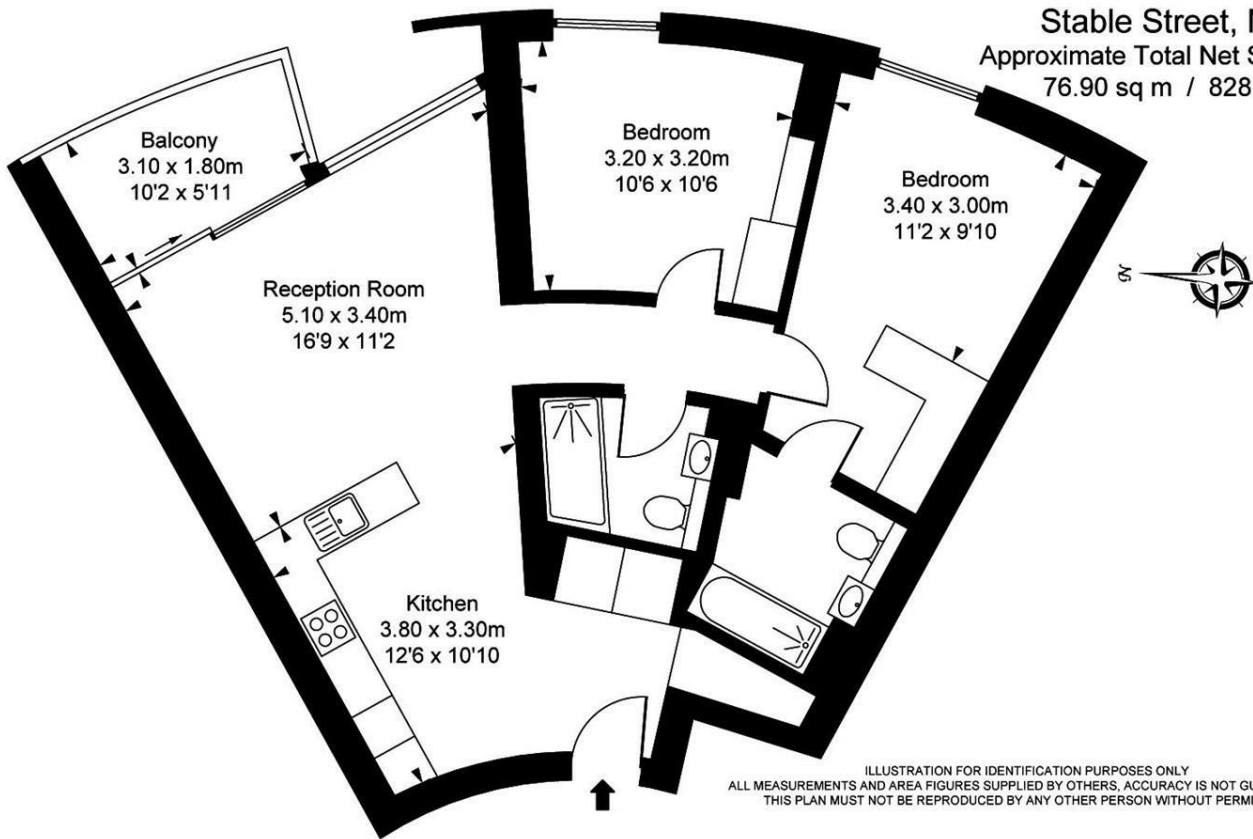 Stable Street,
Approximate Total Net
76.90 sq m / 828
Balcony
3.10 x 1.80m
10'2 x 5'11
Bedroom
3.20 x 3.20m
10'6 x 10'6
Bedroom
3.40 x 3.00m
11'2 x 9'10
N
Reception Room
5.10 x 3.40m
16'9 x 11'2
Kitchen
3.80 x 3.30m
12'6 x 10'10
ILLUSTRATION FOR IDENTIFICATION PURPOSES ONLY
ALL MEASUREMENTS AND AREA FIGURES SUPPLIED BY OTHERS, ACCURACY IS NOT
THIS PLAN MUST NOT BE REPRODUCED BY ANY OTHER PERSON WITHOUT